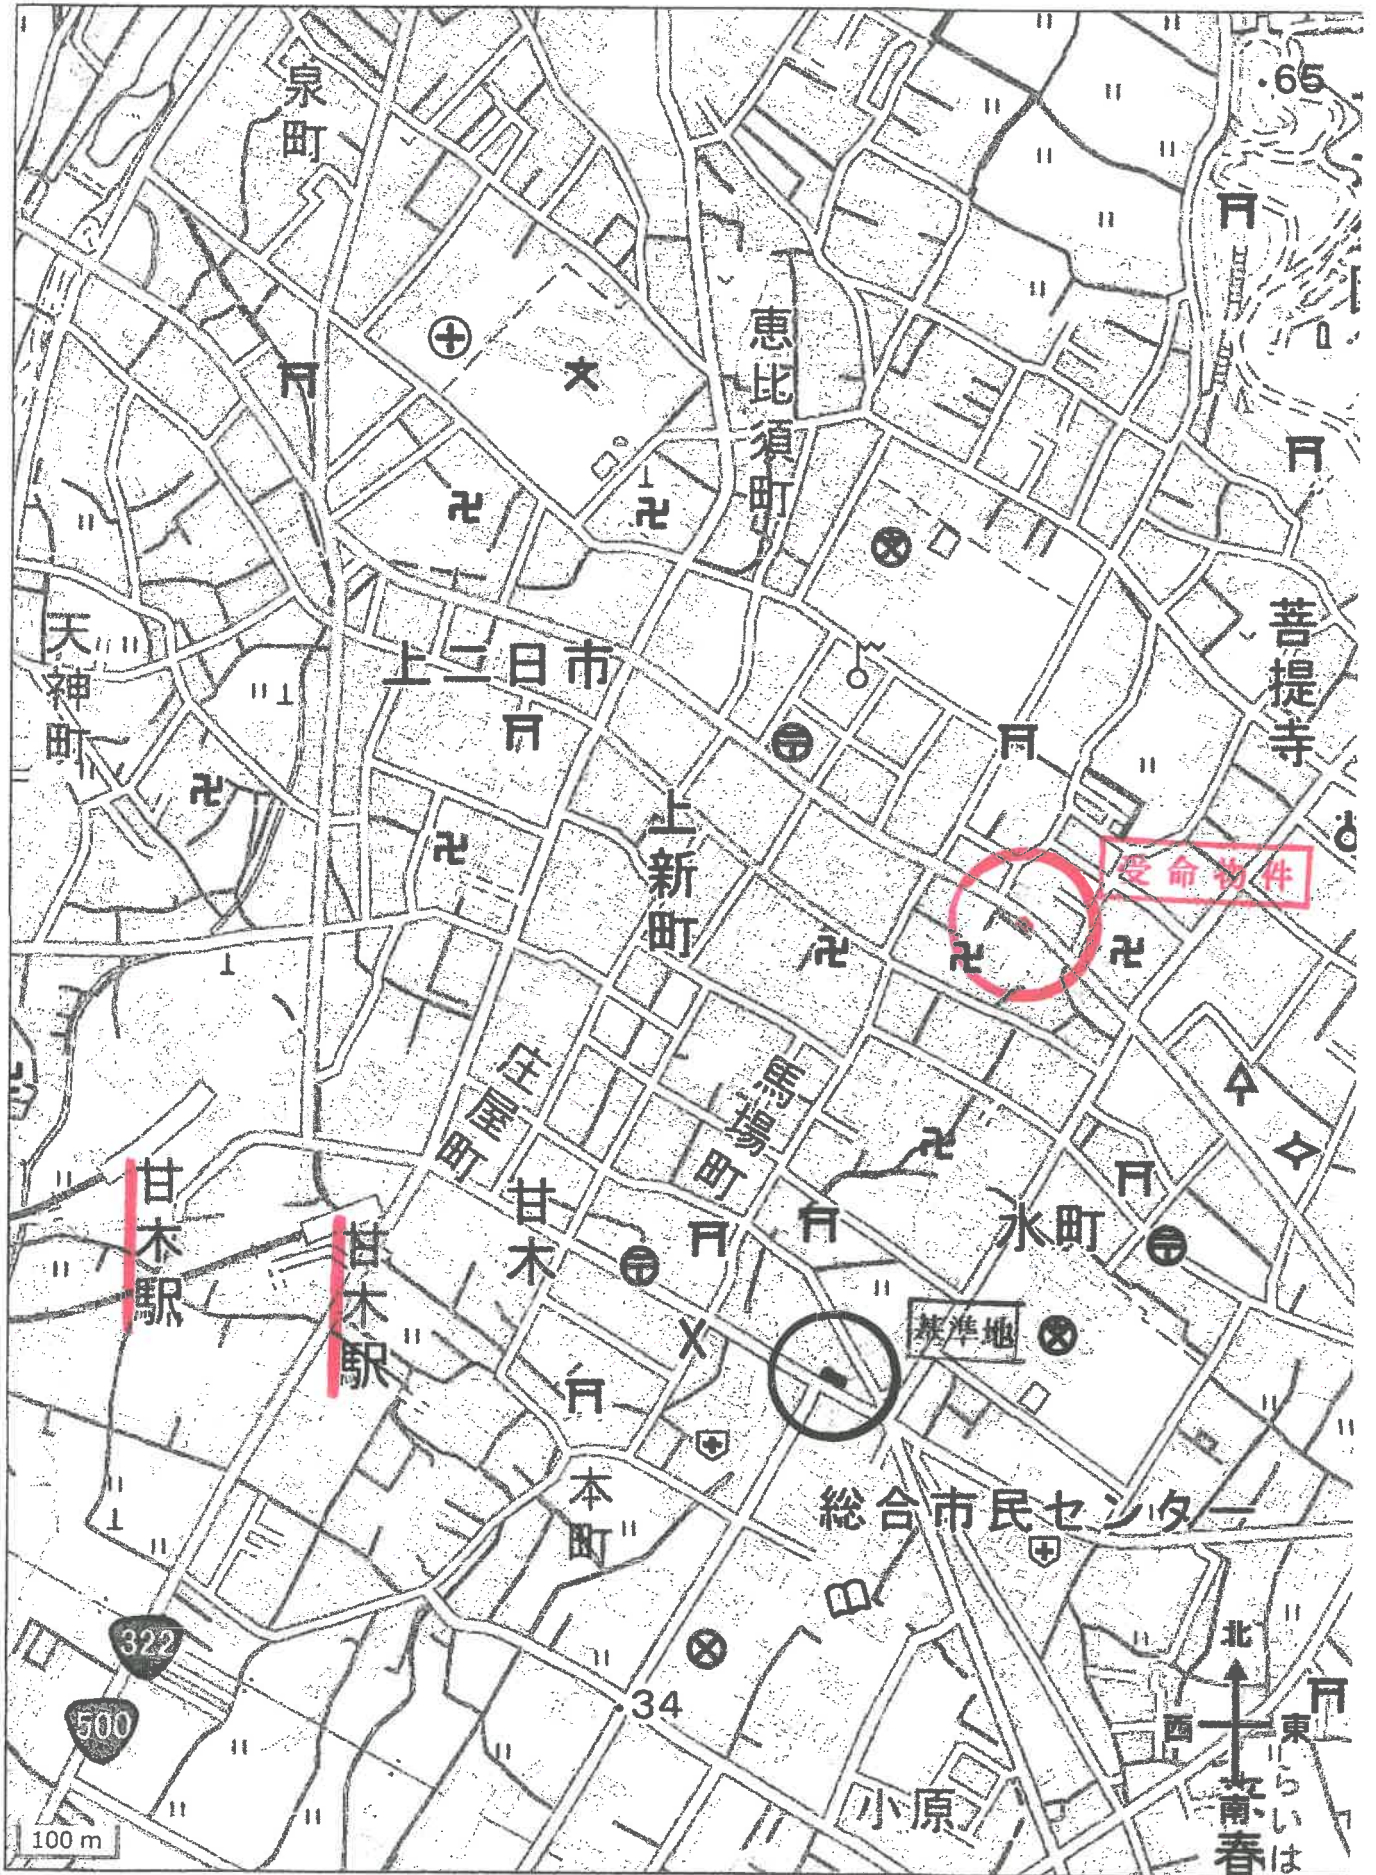 泉町
・65
恵比須町
天神町
上二日市
菩提寺
上新町
受命物件
庄屋町
馬場町
甘木駅
甘木駅
甘木
水町
基準地
総合市民センター
本町
322
500
・34
小原
北
西
東
南
春
らいは
100 m